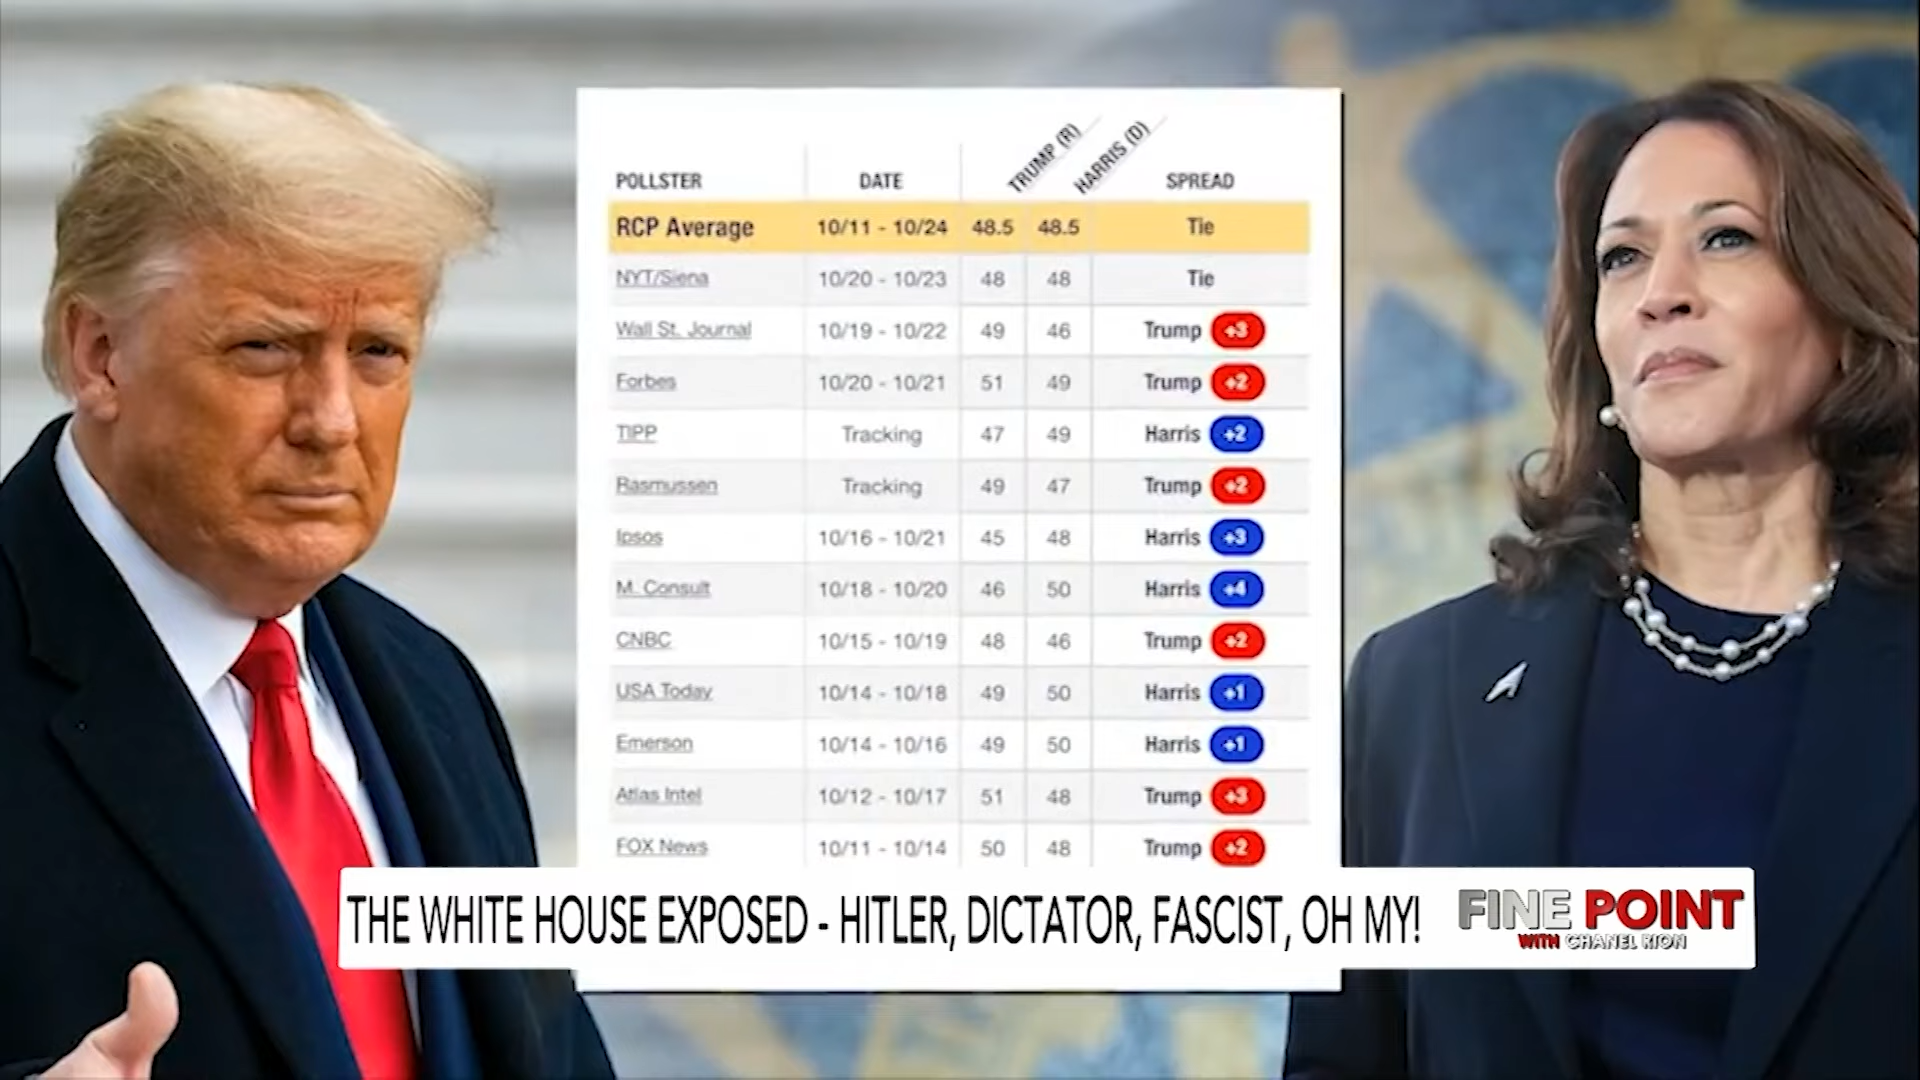 TRUMP (R) HARRIS (D)
POLLSTER DATE SPREAD
RCP Average 10/11 - 10/24 48.5 48.5 Tie
NYT/Siena 10/20 - 10/23 48 48 Tie
Wall St. Journal 10/19 - 10/22 49 46 Trump +3
Forbes 10/20 - 10/21 51 49 Trump +2
TIPP Tracking 47 49 Harris +2
Rasmussen Tracking 49 47 Trump +2
Ipsos 10/16 - 10/21 45 48 Harris +3
M. Consult 10/18 - 10/20 46 50 Harris +4
CNBC 10/15 - 10/19 48 46 Trump +2
USA Today 10/14 - 10/18 49 50 Harris +1
Emerson 10/14 - 10/16 49 50 Harris +1
Atlas Intel 10/12 - 10/17 51 48 Trump +3
FOX News 10/11 - 10/14 50 48 Trump +2
THE WHITE HOUSE EXPOSED - HITLER, DICTATOR, FASCIST, OH MY!
FINE POINT
WITH CHANEL RION